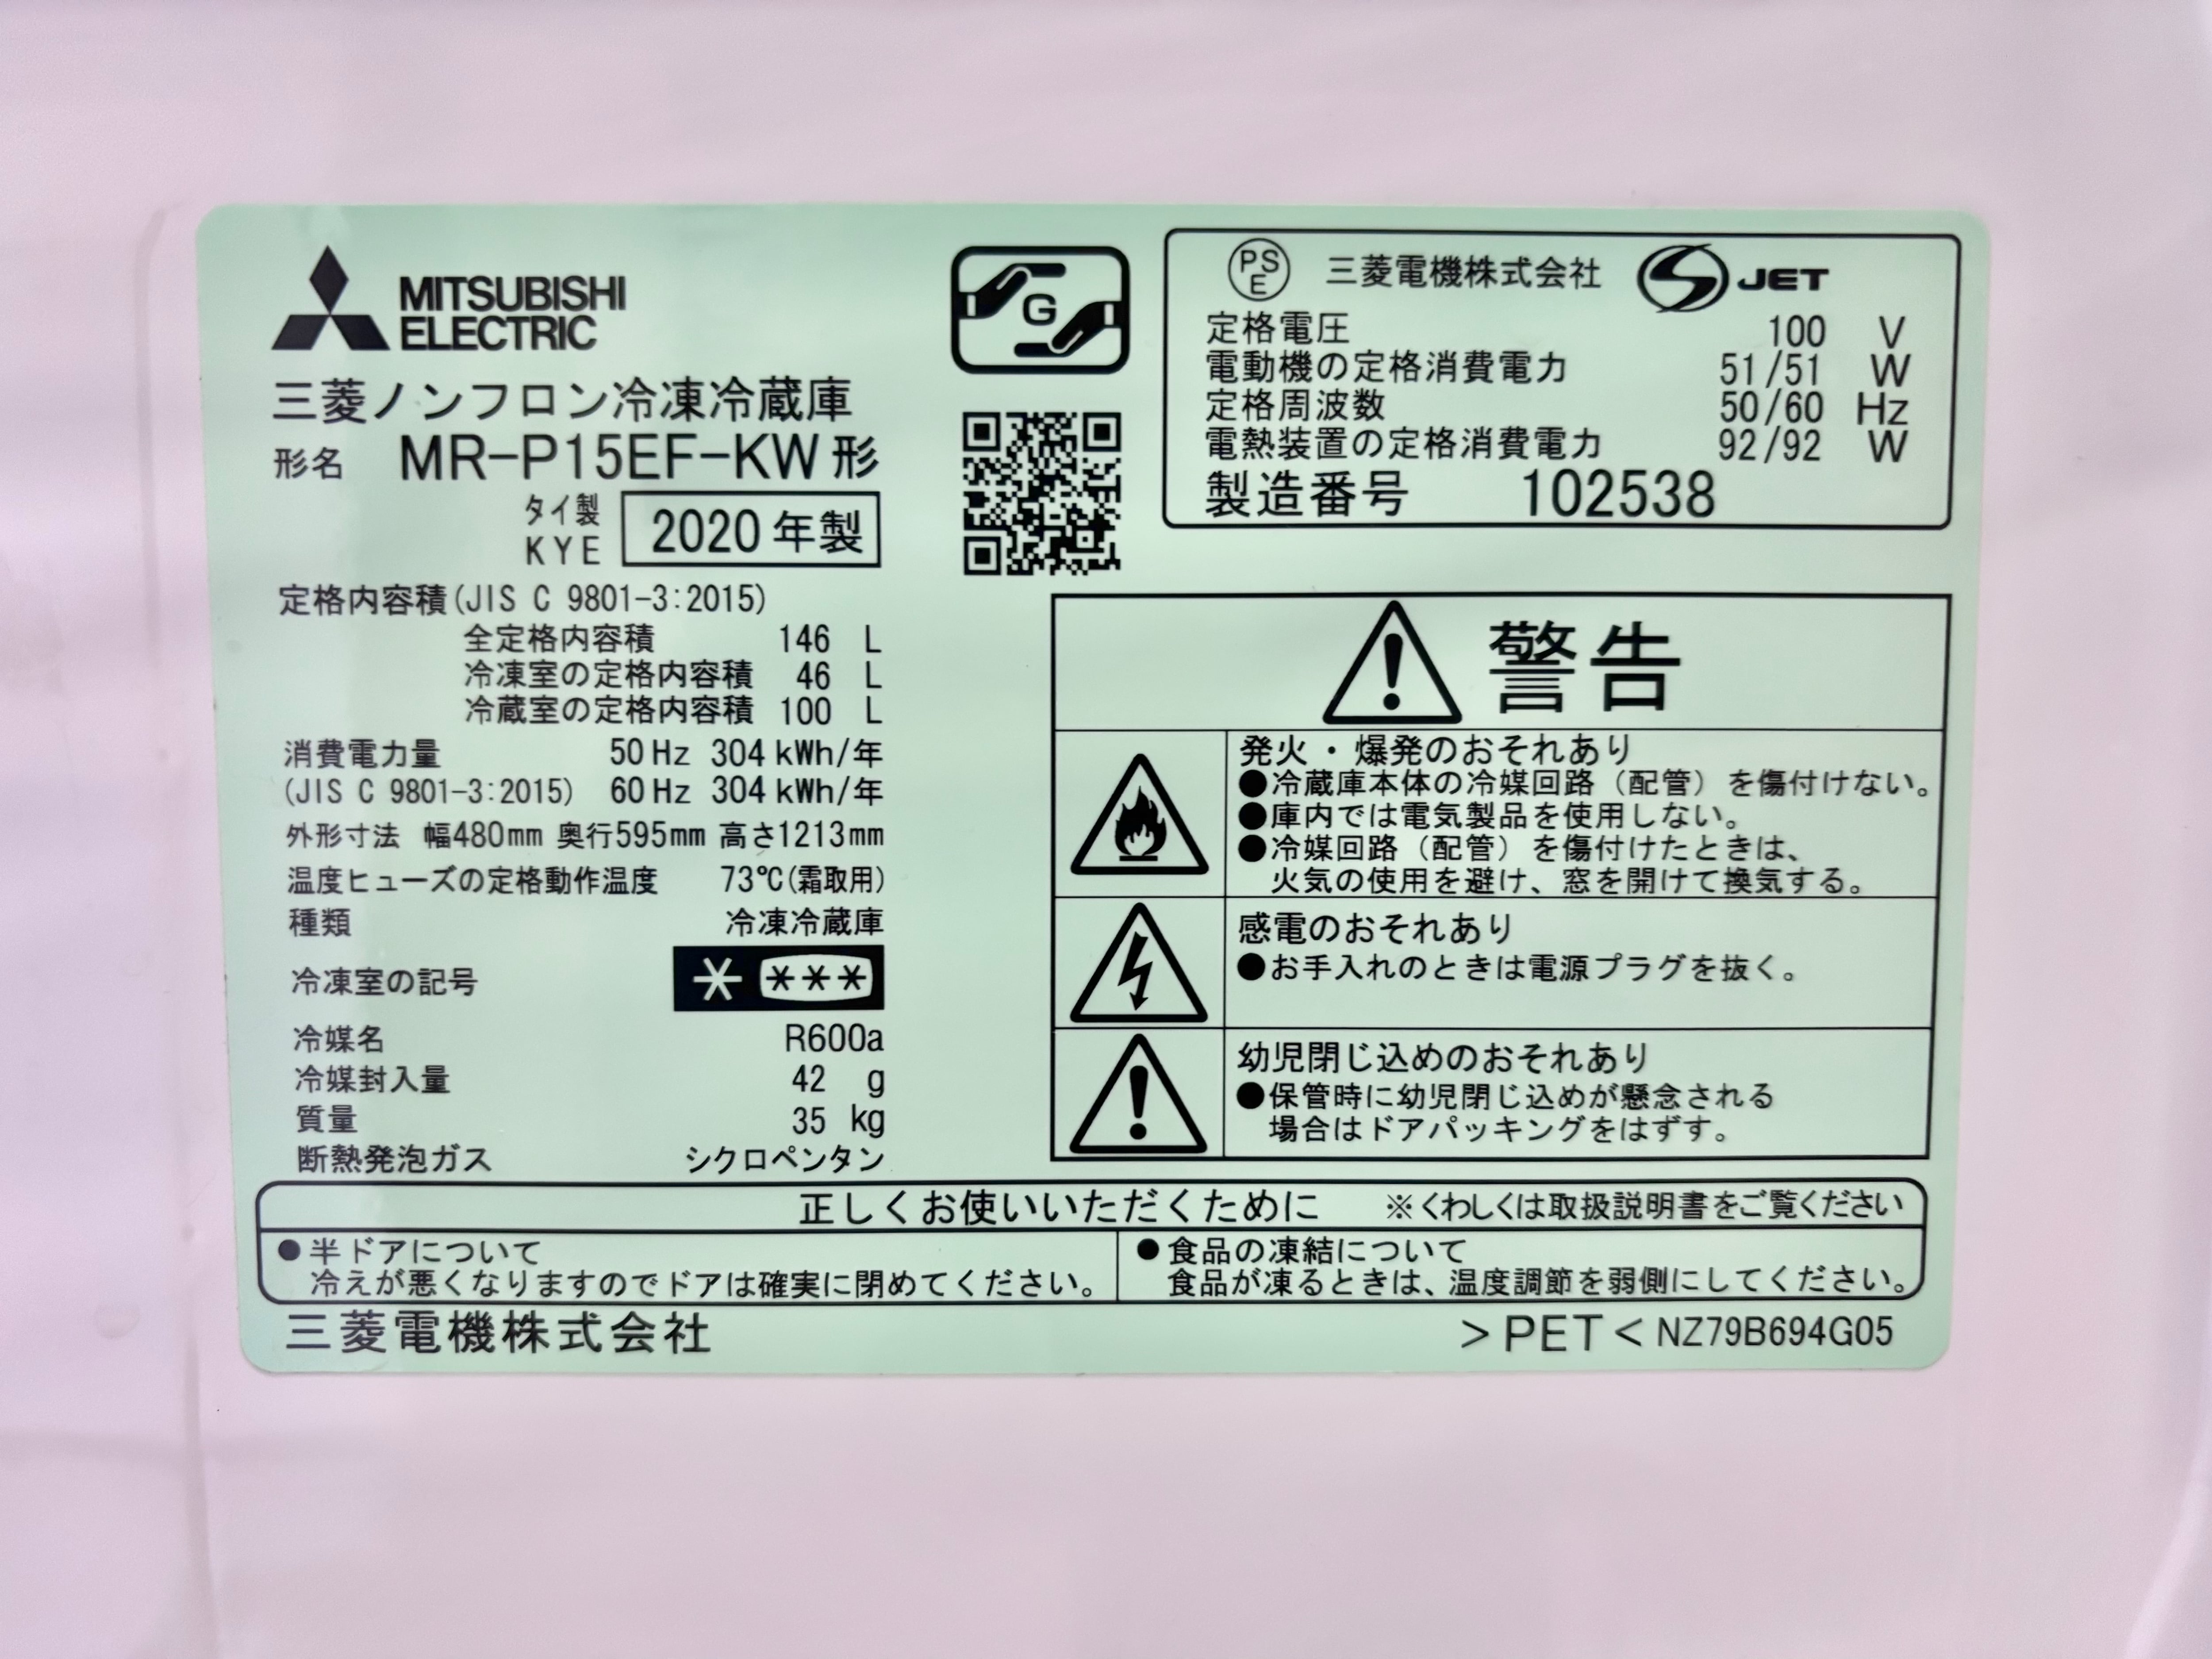 MITSUBISHI
ELECTRIC
三菱ノンフロン冷凍冷蔵庫
形名 MR-P15EF-KW形
タイ製
KYE
2020年製
定格内容積(JIS C 9801-3:2015)
全定格内容積 146 L
冷凍室の定格内容積 46 L
冷蔵室の定格内容積 100 L
消費電力量 50Hz 304kWh/年
(JIS C 9801-3:2015) 60Hz 304kWh/年
外形寸法 幅480mm 奥行595mm 高さ1213mm
温度ヒューズの定格動作温度 73℃(霜取用)
種類 冷凍冷蔵庫
冷凍室の記号 * ***
冷媒名 R600a
冷媒封入量 42 g
質量 35 kg
断熱発泡ガス シクロペンタン
G
PS
E
三菱電機株式会社 S JET
定格電圧 100 V
電動機の定格消費電力 51/51 W
定格周波数 50/60 Hz
電熱装置の定格消費電力 92/92 W
製造番号 102538
警告
発火・爆発のおそれあり
●冷蔵庫本体の冷媒回路（配管）を傷付けない。
●庫内では電気製品を使用しない。
●冷媒回路（配管）を傷付けたときは、
火気の使用を避け、窓を開けて換気する。
感電のおそれあり
●お手入れのときは電源プラグを抜く。
幼児閉じ込めのおそれあり
●保管時に幼児閉じ込めが懸念される
場合はドアパッキングをはずす。
正しくお使いいただくために ※くわしくは取扱説明書をご覧ください
●半ドアについて
冷えが悪くなりますのでドアは確実に閉めてください。
●食品の凍結について
食品が凍るときは、温度調節を弱側にしてください。
三菱電機株式会社
>PET< NZ79B694G05